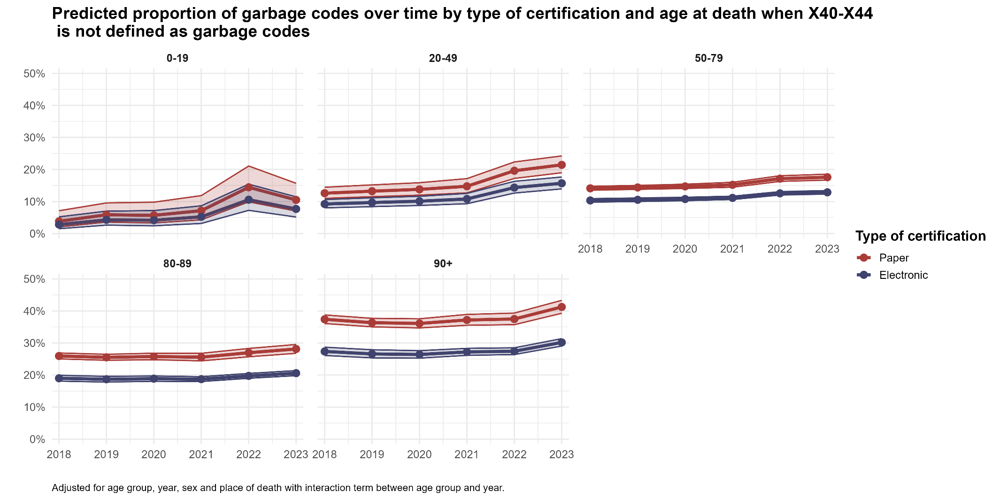 Predicted proportion of garbage codes over time by type of certification and age at death when X40-X44
is not defined as garbage codes
0-19
20-49
50-79
50%
40%
30%
20%
10%
0%
2018 2019 2020 2021 2022 2023
Type of certification
Paper
Electronic
80-89
90+
50%
40%
30%
20%
10%
0%
2018 2019 2020 2021 2022 2023 2018 2019 2020 2021 2022 2023
Adjusted for age group, year, sex and place of death with interaction term between age group and year.